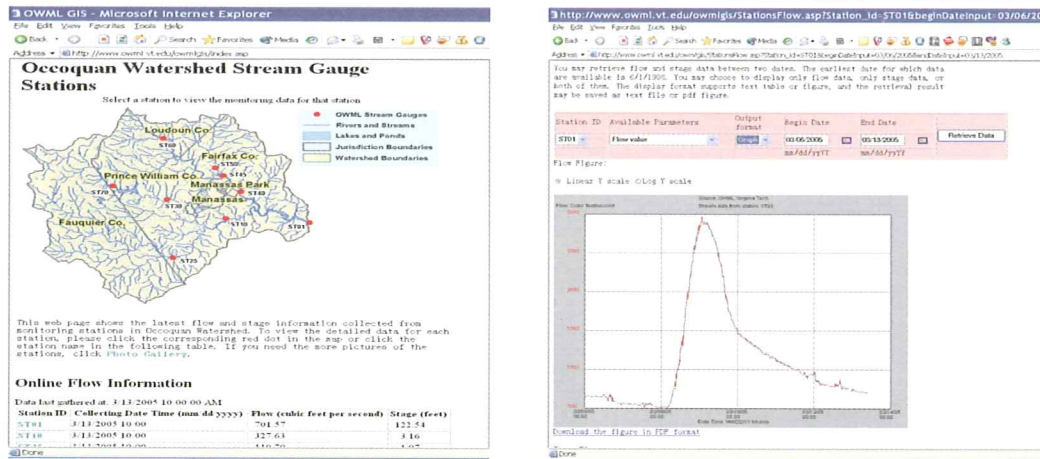 OWML GIS - Microsoft Internet Explorer
File Edit View Favorites Tools Help
Back Search Favorites Media
Address http://www.owml.vt.edu/owmlgis/index.asp
Occoquan Watershed Stream Gauge
Stations
Select a station to view the monitoring data for that station
OWML Stream Gauges
Rivers and Streams
Lakes and Ponds
Jurisdiction Boundaries
Watershed Boundaries
Loudoun Co.
ST60
Fairfax Co.
ST50
ST45
Prince William Co.
Manassas Park
ST70
ST40
Manassas
ST30
Fauquier Co.
ST10
ST01
ST25
This web page shows the latest flow and stage information collected from
monitoring stations in Occoquan Watershed. To view the detailed data for each
station, please click the corresponding red dot in the map or click the
station name in the following table. If you need the more pictures of the
stations, click Photo Gallery.
Online Flow Information
Data last gathered at: 3/13/2005 10:00:00 AM
Station ID Collecting Date Time (mm dd yyyy) Flow (cubic feet per second) Stage (feet)
ST01 3/13/2005 10:00 701.57 122.54
ST10 3/13/2005 10:00 327.63 3.16
Done
http://www.owml.vt.edu/owmlgis/StationsFlow.asp?Station_id=ST01&beginDateInput=03/06/20
File Edit View Favorites Tools Help
Back Search Favorites Media
Address
You may retrieve flow and stage data between two dates. The earliest date for which data
are available is 6/1/1998. You may choose to display only flow data, only stage data, or
both of them. The display format supports text table or figure, and the retrieval result
may be saved as text file or pdf figure.
Station ID Available Parameters Output format Begin Date End Date
ST01 Flow value Graph 03/06/2005 03/13/2005 Retrieve Data
mm/dd/yyyy mm/dd/yyyy
Flow Figure:
Linear Y scale Log Y scale
Download the figure in PDF format
Done